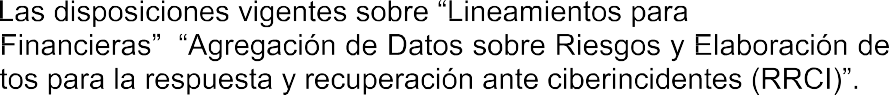 Las disposiciones vigentes sobre “Lineamientos para
Financieras” “Agregación de Datos sobre Riesgos y Elaboración de
tos para la respuesta y recuperación ante ciberincidentes (RRCI)”.